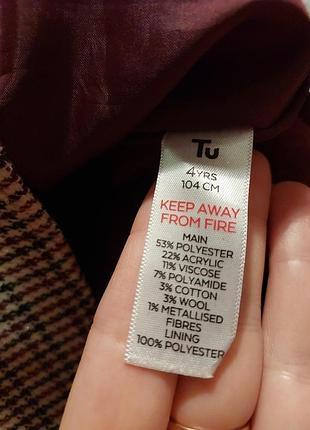 Tu
4YRS
104 CM
KEEP AWAY
FROM FIRE
MAIN
53% POLYESTER
22% ACRYLIC
11% VISCOSE
7% POLYAMIDE
3% COTTON
3% WOOL
1% METALLISED
FIBRES
LINING
100% POLYESTER